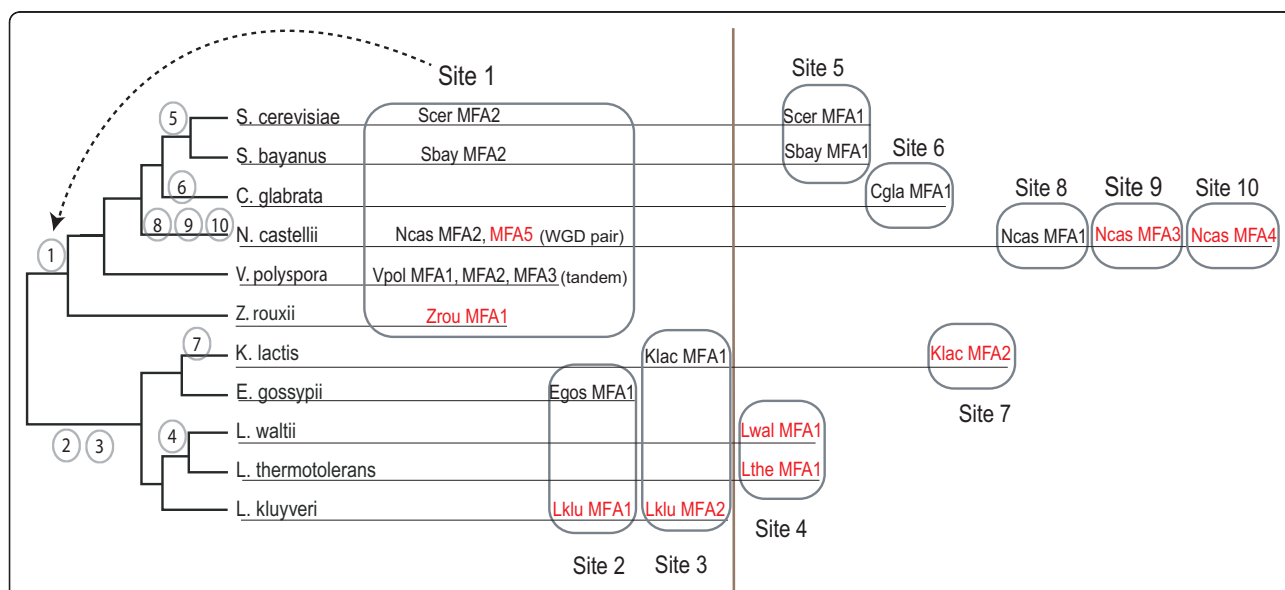 Site 1
Site 5
5 S. cerevisiae Scer MFA2 Scer MFA1
S. bayanus Sbay MFA2 Sbay MFA1
Site 6
6 C. glabrata Cgla MFA1
Site 8 Site 9 Site 10
8 9 10 N. castellii Ncas MFA2, MFA5 (WGD pair) Ncas MFA1 Ncas MFA3 Ncas MFA4
1
V. polyspora Vpol MFA1, MFA2, MFA3 (tandem)
Z. rouxii Zrou MFA1
7 K. lactis Klac MFA1 Klac MFA2
E. gossypii Egos MFA1
Site 7
2 3 4 L. waltii Lwal MFA1
L. thermotolerans Lthe MFA1
L. kluyveri Lklu MFA1 Lklu MFA2
Site 4
Site 2 Site 3